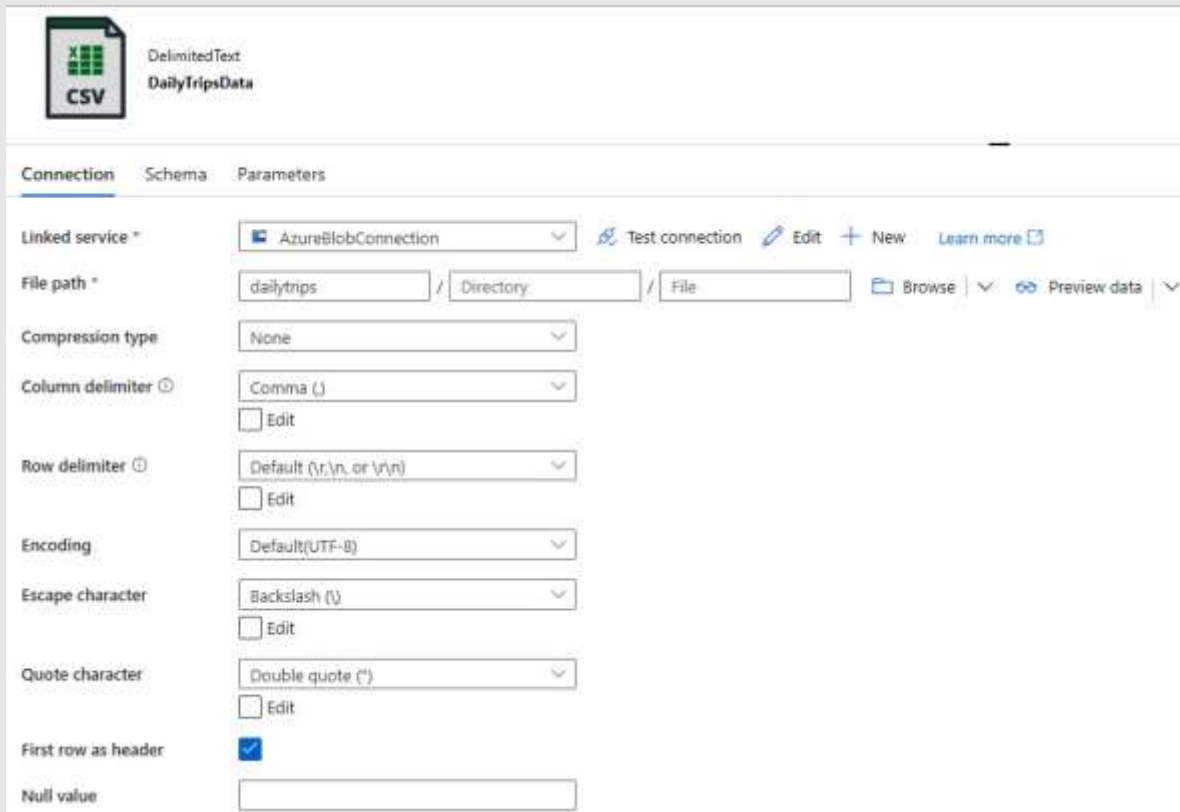 X
CSV
DelimitedText
DailyTripsData
Connection Schema Parameters
Linked service * AzureBlobConnection Test connection Edit New Learn more
File path * dailytrips / Directory / File Browse Preview data
Compression type None
Column delimiter Comma (,)
Edit
Row delimiter Default (\r,\n, or \r\n)
Edit
Encoding Default(UTF-8)
Escape character Backslash (\)
Edit
Quote character Double quote (")
Edit
First row as header
Null value